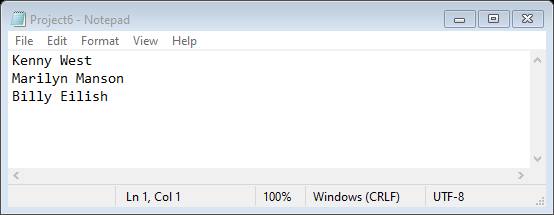 Project6 - Notepad
File Edit Format View Help
Kenny West
Marilyn Manson
Billy Eilish
Ln 1, Col 1 100% Windows (CRLF) UTF-8